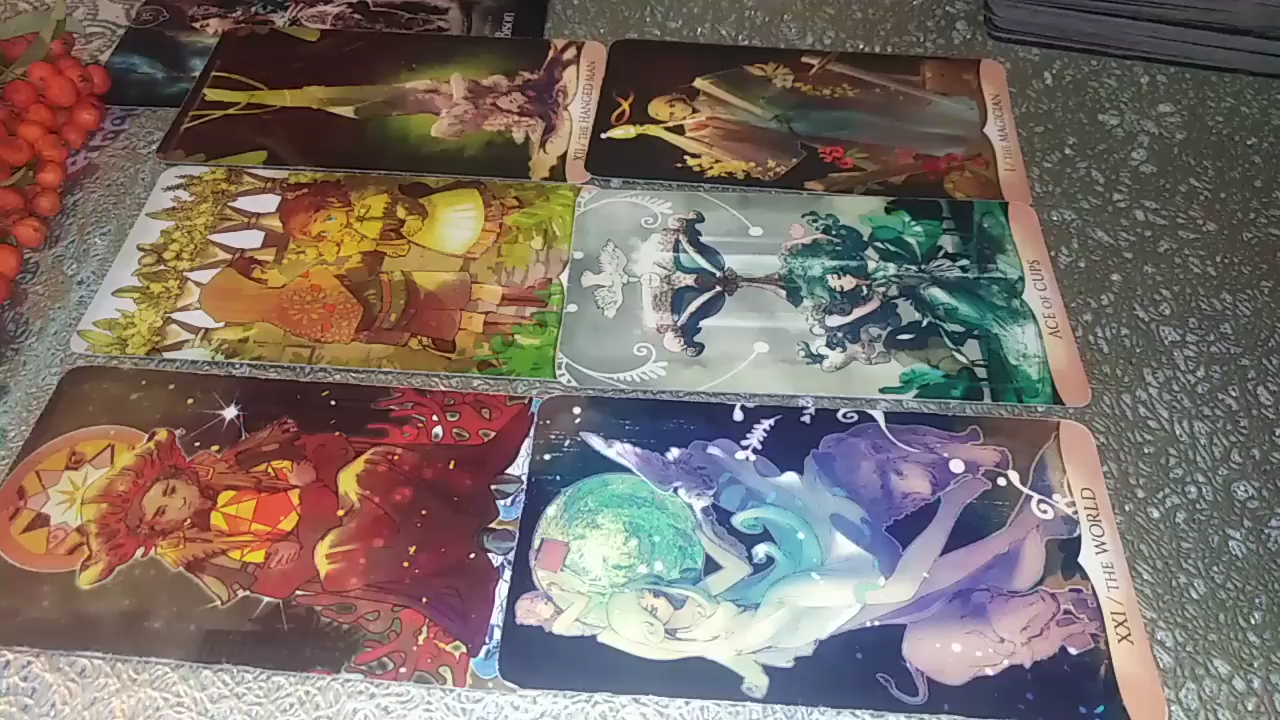 XII / THE HANGED MAN
I / THE MAGICIAN
ACE OF CUPS
XXI / THE WORLD